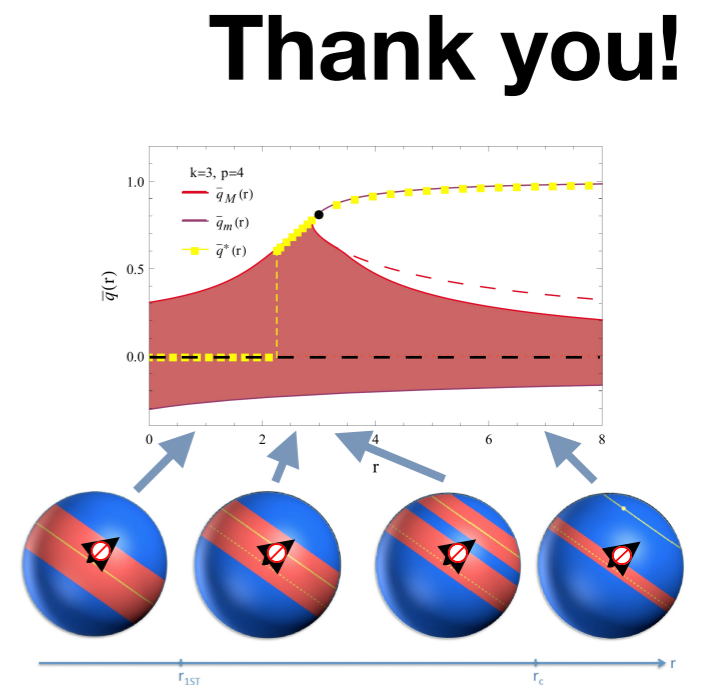 Thank you!
k=3, p=4
q̄_M(r)
q̄_m(r)
q̄*(r)
q̄(r)
1.0
0.5
0.0
0 2 4 6 8
r
r_1ST r_c r